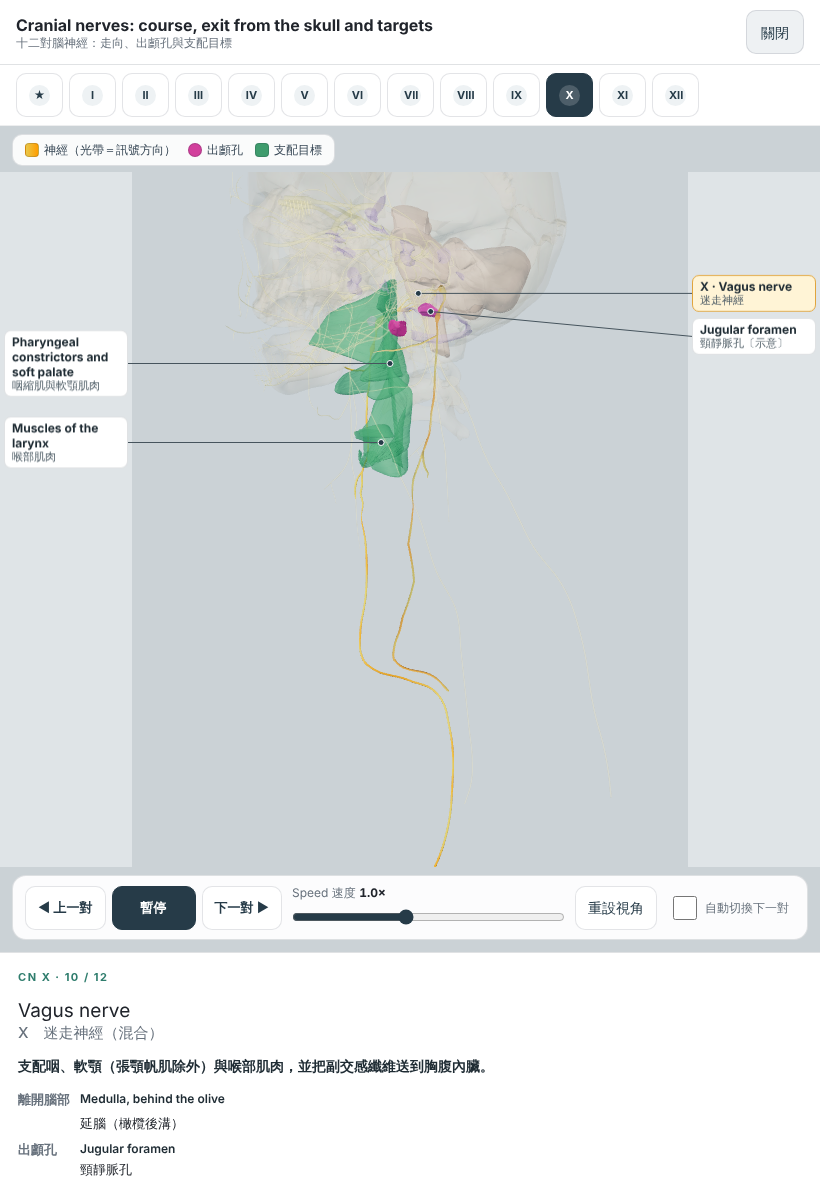 Cranial nerves: course, exit from the skull and targets
十二對腦神經：走向、出顱孔與支配目標
關閉
★ I II III IV V VI VII VIII IX X XI XII
神經（光帶＝訊號方向） 出顱孔 支配目標
X · Vagus nerve
迷走神經
Jugular foramen
頸靜脈孔〔示意〕
Pharyngeal
constrictors and
soft palate
咽縮肌與軟顎肌肉
Muscles of the
larynx
喉部肌肉
◀ 上一對
暫停
下一對 ▶
Speed 速度 1.0×
重設視角
自動切換下一對
CN X · 10 / 12
Vagus nerve
X 迷走神經（混合）
支配咽、軟顎（張顎帆肌除外）與喉部肌肉，並把副交感纖維送到胸腹內臟。
離開腦部 Medulla, behind the olive
延腦（橄欖後溝）
出顱孔 Jugular foramen
頸靜脈孔